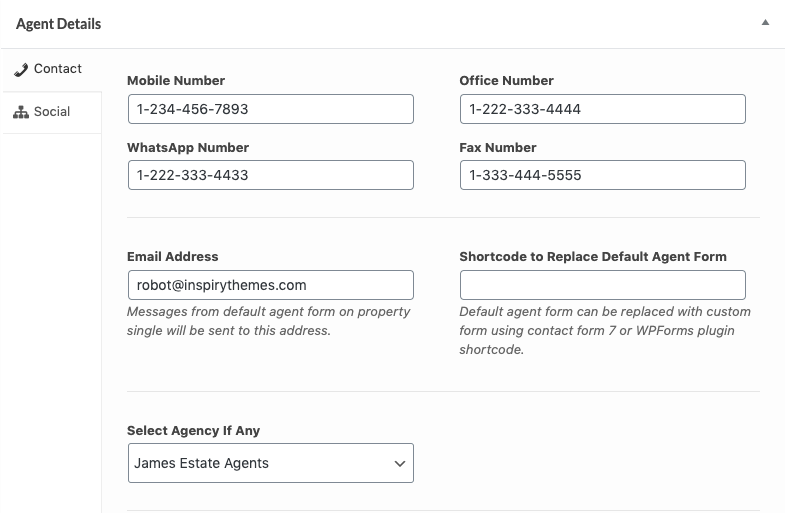 Agent Details
Contact
Social
Mobile Number
1-234-456-7893
Office Number
1-222-333-4444
WhatsApp Number
1-222-333-4433
Fax Number
1-333-444-5555
Email Address
robot@inspirythemes.com
Messages from default agent form on property
single will be sent to this address.
Shortcode to Replace Default Agent Form
Default agent form can be replaced with custom
form using contact form 7 or WPForms plugin
shortcode.
Select Agency If Any
James Estate Agents